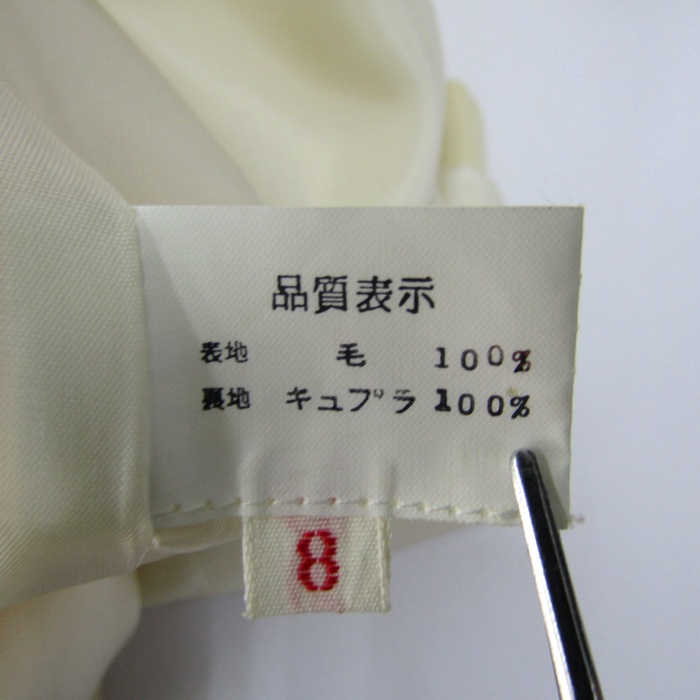 品質表示
表地 毛 100%
裏地 キュプラ 100%
8